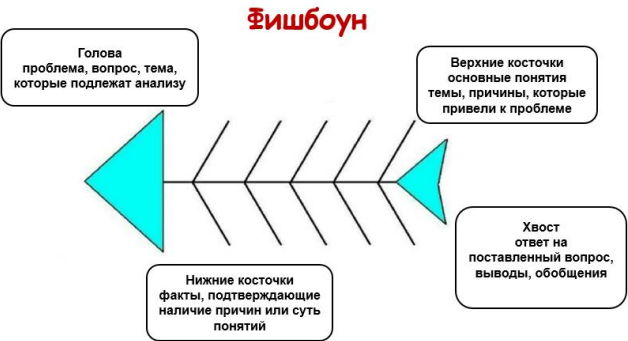 Фишбоун
Голова
проблема, вопрос, тема,
которые подлежат анализу
Верхние косточки
основные понятия
темы, причины, которые
привели к проблеме
Хвост
ответ на
поставленный вопрос,
выводы, обобщения
Нижние косточки
факты, подтверждающие
наличие причин или суть
понятий